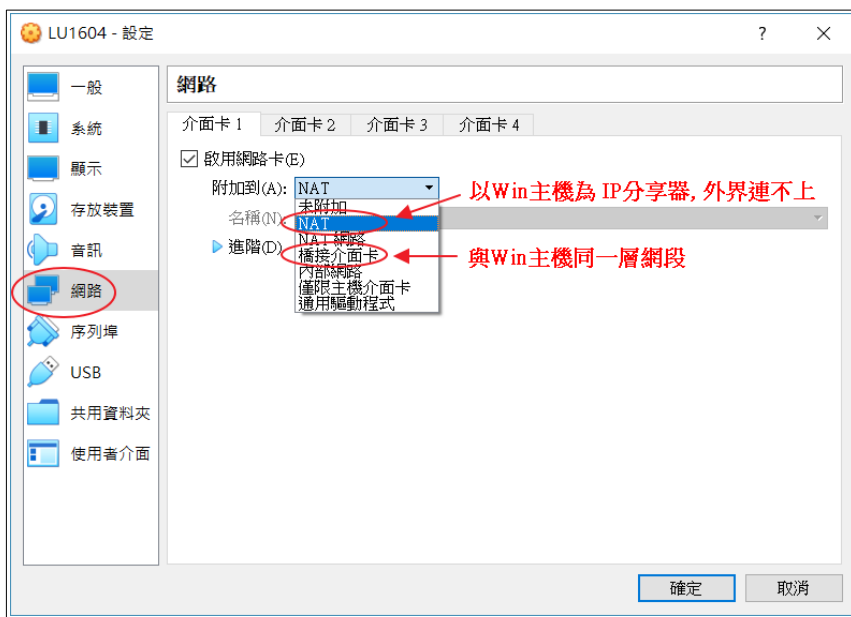 LU1604 - 設定
?
一般
系統
顯示
存放裝置
音訊
網路
序列埠
USB
共用資料夾
使用者介面
網路
介面卡 1 介面卡 2 介面卡 3 介面卡 4
啟用網路卡(E)
附加到(A): NAT
名稱(N):
進階(D)
未附加
NAT
NAT 網路
橋接介面卡
內部網路
僅限主機介面卡
通用驅動程式
以Win主機為 IP分享器, 外界連不上
與Win主機同一層網段
確定 取消